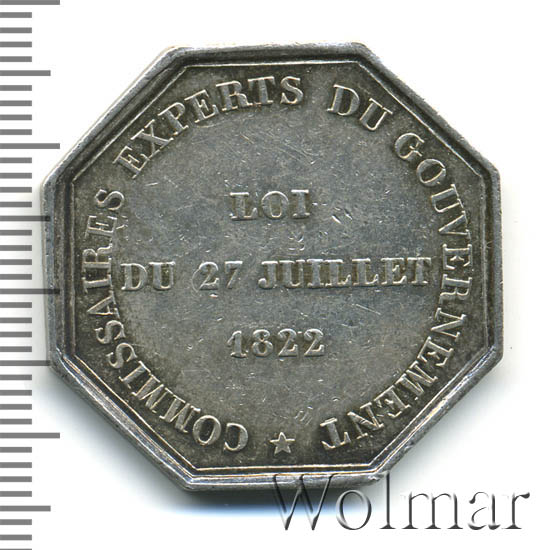 COMMISSAIRES EXPERTS DU GOUVERNEMENT
LOI
DU 27 JUILLET
1822
Wolmar